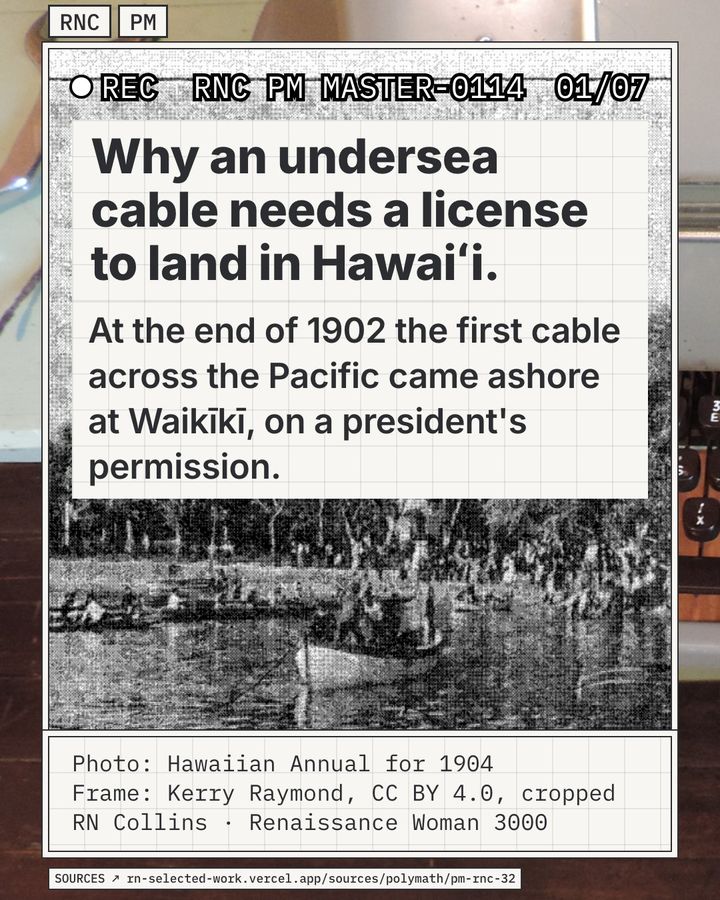 RNC PM
REC RNC PM MASTER-0114 01/07
Why an undersea
cable needs a license
to land in Hawaiʻi.
At the end of 1902 the first cable
across the Pacific came ashore
at Waikīkī, on a president's
permission.
Photo: Hawaiian Annual for 1904
Frame: Kerry Raymond, CC BY 4.0, cropped
RN Collins · Renaissance Woman 3000
SOURCES ↗ rn-selected-work.vercel.app/sources/polymath/pm-rnc-32